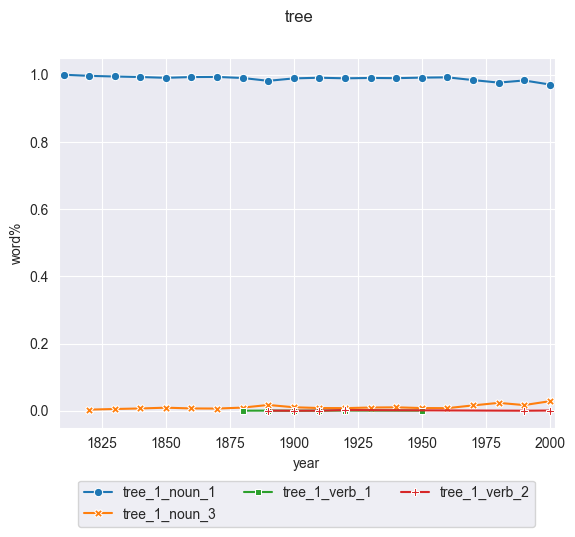 tree
1.0
0.8
0.6
0.4
0.2
0.0
word%
1825 1850 1875 1900 1925 1950 1975 2000
year
tree_1_noun_1 tree_1_verb_1 tree_1_verb_2
tree_1_noun_3